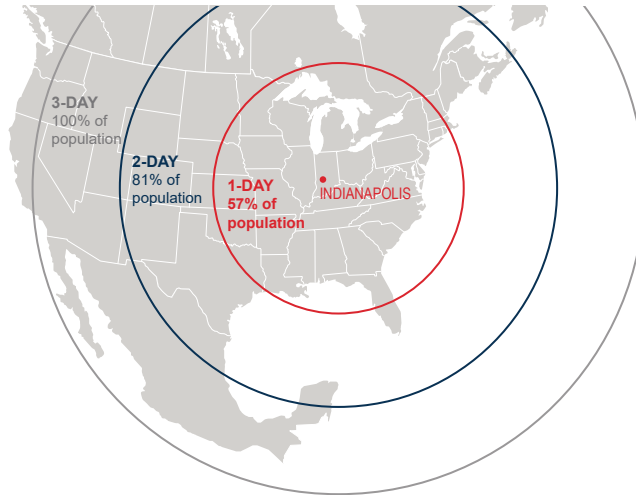 3-DAY
100% of
population
2-DAY
81% of
population
1-DAY
57% of
population
INDIANAPOLIS